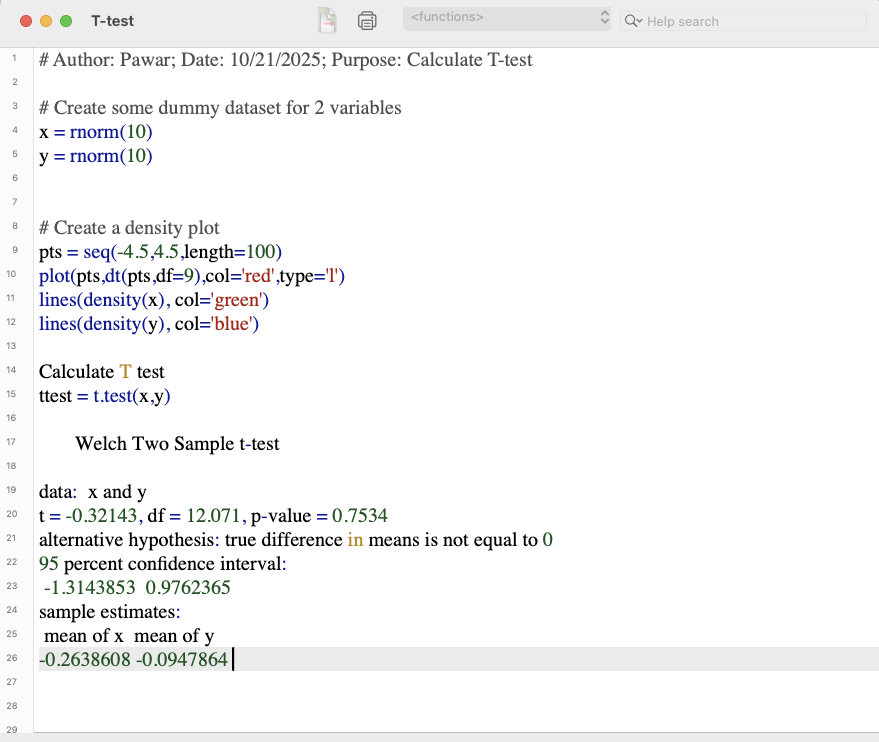 T-test
<functions>
Help search
1 # Author: Pawar; Date: 10/21/2025; Purpose: Calculate T-test
2
3 # Create some dummy dataset for 2 variables
4 x = rnorm(10)
5 y = rnorm(10)
6
7
8 # Create a density plot
9 pts = seq(-4.5,4.5,length=100)
10 plot(pts,dt(pts,df=9),col='red',type='l')
11 lines(density(x), col='green')
12 lines(density(y), col='blue')
13
14 Calculate T test
15 ttest = t.test(x,y)
16
17 Welch Two Sample t-test
18
19 data:  x and y
20 t = -0.32143, df = 12.071, p-value = 0.7534
21 alternative hypothesis: true difference in means is not equal to 0
22 95 percent confidence interval:
23  -1.3143853  0.9762365
24 sample estimates:
25  mean of x  mean of y
26 -0.2638608 -0.0947864
27
28
29